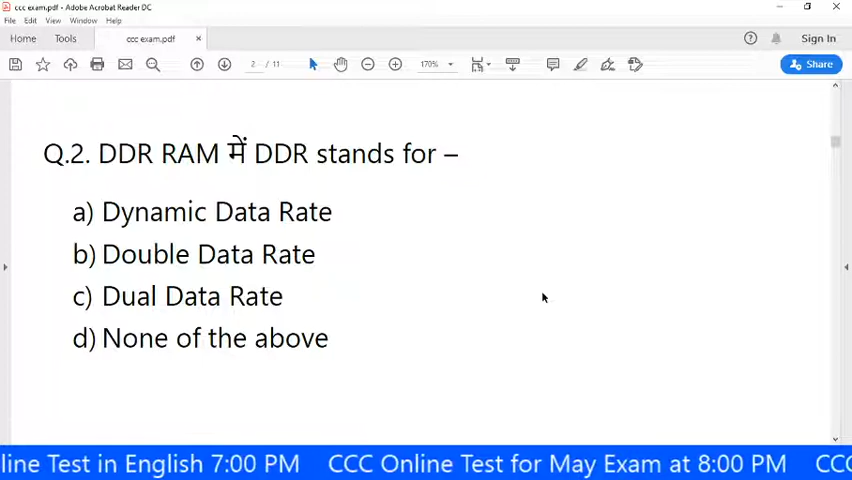 ccc exam.pdf - Adobe Acrobat Reader DC
File Edit View Window Help
Home Tools ccc exam.pdf × Sign In
2 / 11 170% Share
Q.2. DDR RAM में DDR stands for –
a) Dynamic Data Rate
b) Double Data Rate
c) Dual Data Rate
d) None of the above
line Test in English 7:00 PM CCC Online Test for May Exam at 8:00 PM CCC